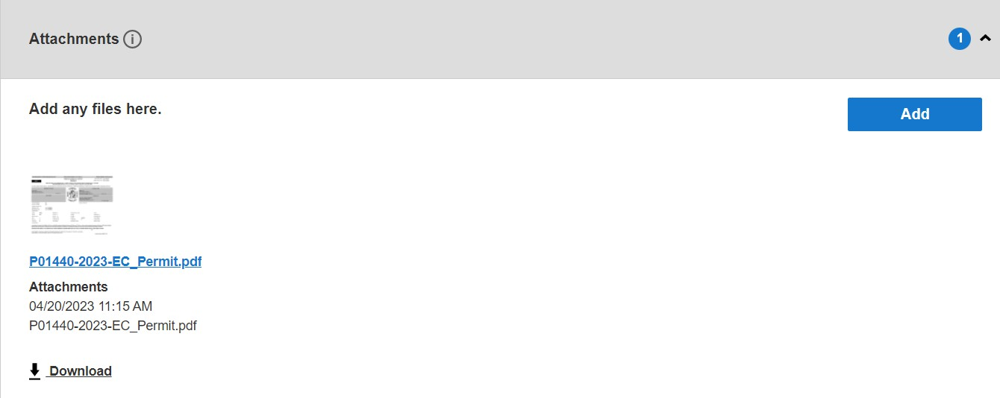 Attachments
1
Add any files here.
Add
P01440-2023-EC_Permit.pdf
Attachments
04/20/2023 11:15 AM
P01440-2023-EC_Permit.pdf
Download